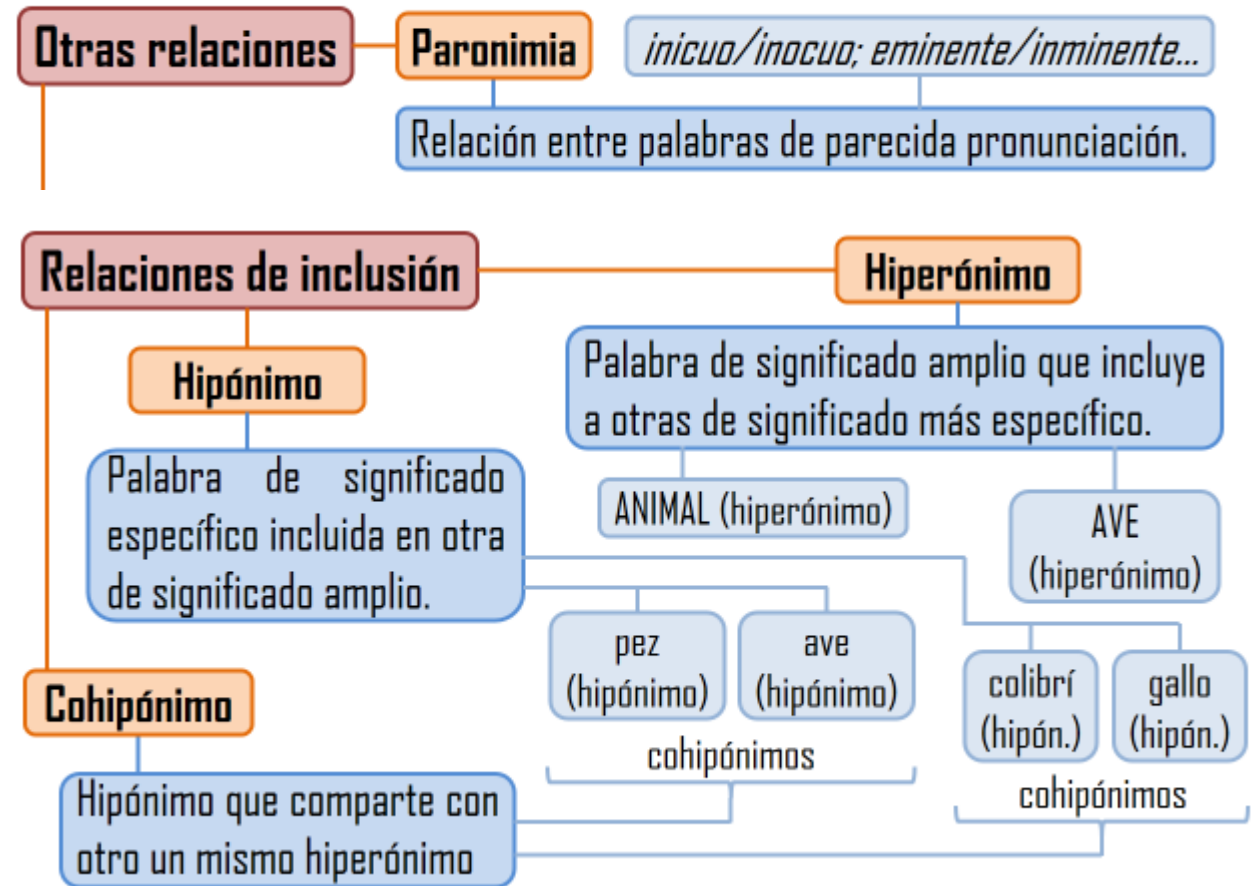 Otras relaciones
Paronimia
inicuo/inocuo; eminente/inminente...
Relación entre palabras de parecida pronunciación.
Relaciones de inclusión
Hiperónimo
Palabra de significado amplio que incluye
a otras de significado más específico.
Hipónimo
Palabra de significado
específico incluida en otra
de significado amplio.
ANIMAL (hiperónimo)
AVE
(hiperónimo)
pez
(hipónimo)
ave
(hipónimo)
colibrí
(hipón.)
gallo
(hipón.)
cohipónimos
cohipónimos
Cohipónimo
Hipónimo que comparte con
otro un mismo hiperónimo